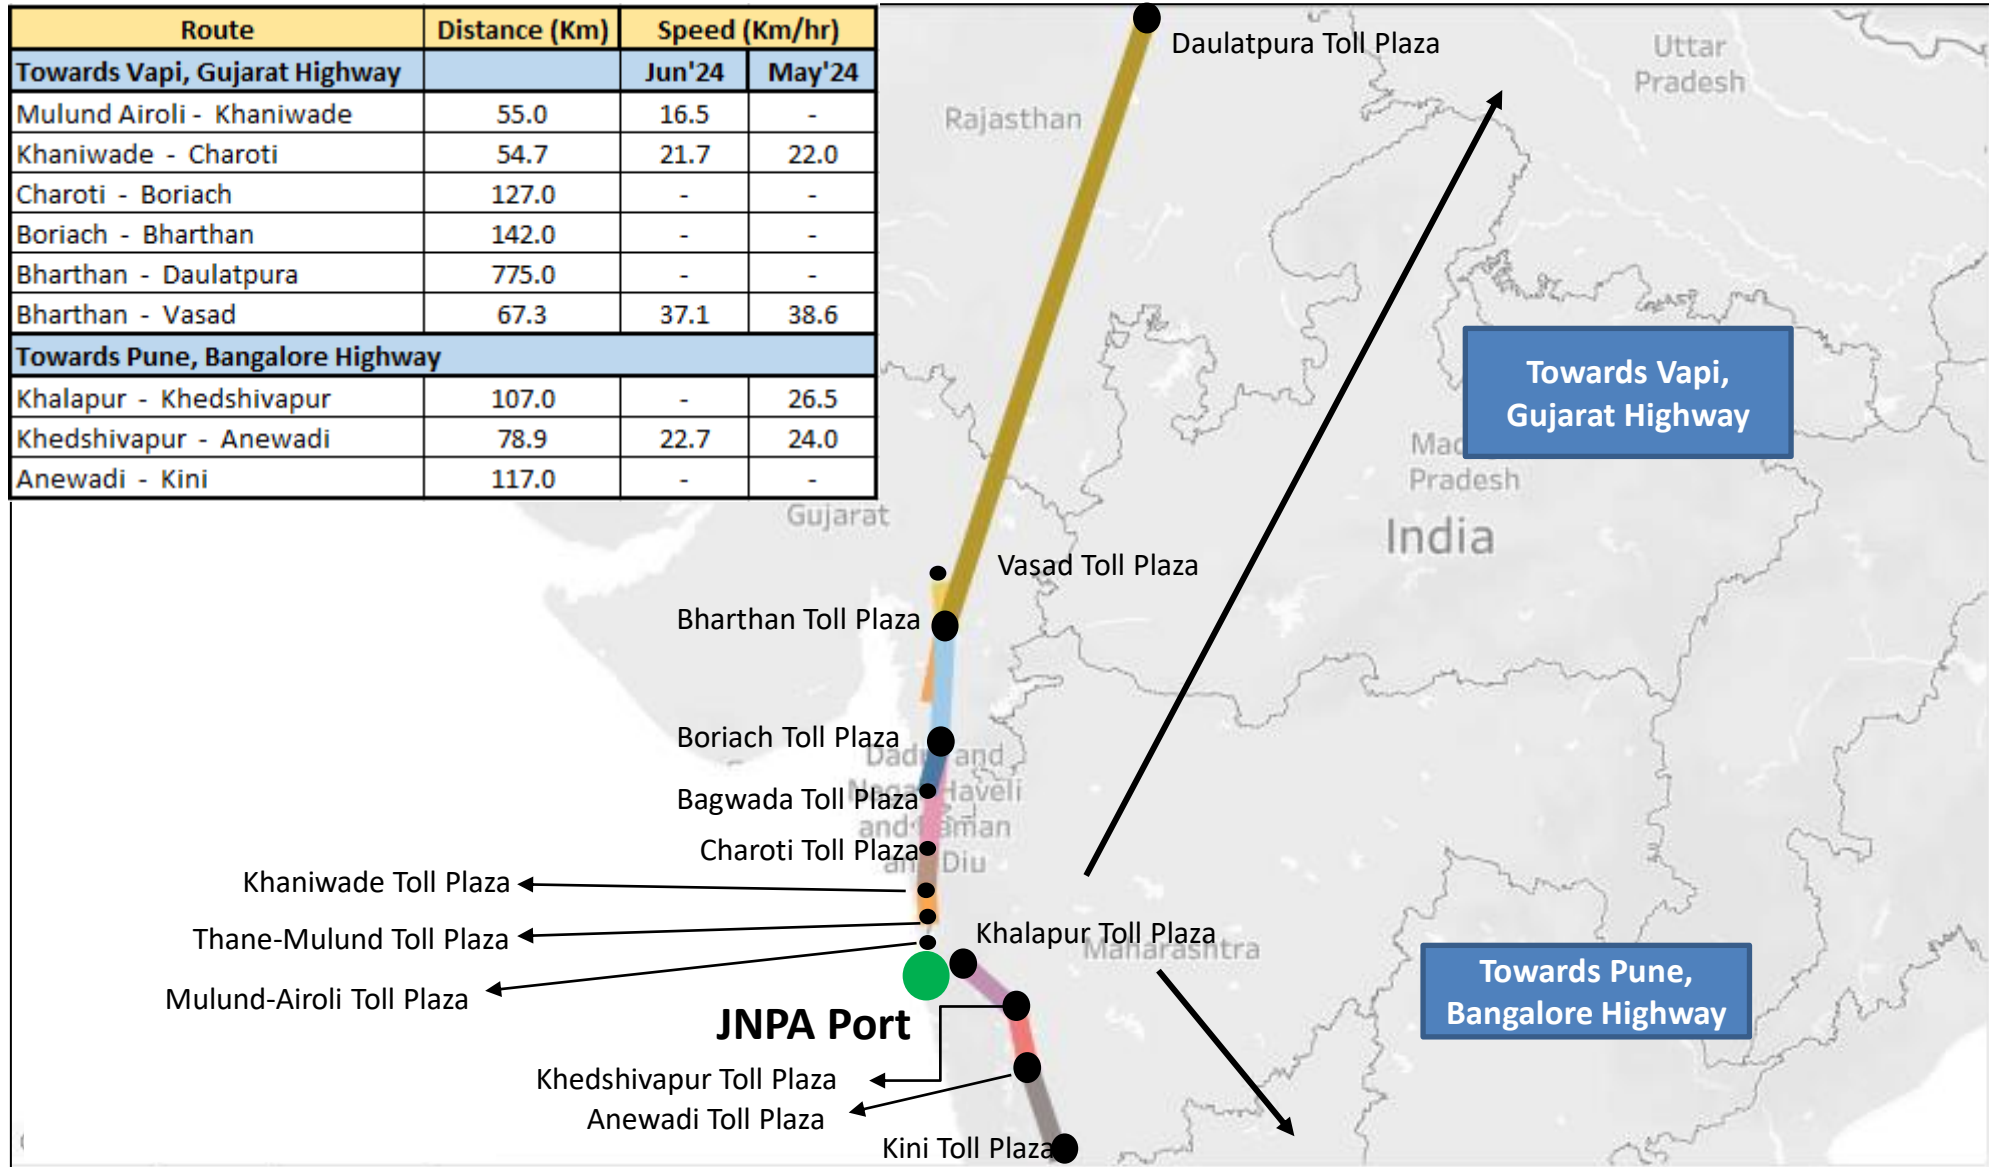 Route Distance (Km) Speed (Km/hr)
Towards Vapi, Gujarat Highway Jun'24 May'24
Mulund Airoli - Khaniwade 55.0 16.5 -
Khaniwade - Charoti 54.7 21.7 22.0
Charoti - Boriach 127.0 - -
Boriach - Bharthan 142.0 - -
Bharthan - Daulatpura 775.0 - -
Bharthan - Vasad 67.3 37.1 38.6
Towards Pune, Bangalore Highway
Khalapur - Khedshivapur 107.0 - 26.5
Khedshivapur - Anewadi 78.9 22.7 24.0
Anewadi - Kini 117.0 - -
Daulatpura Toll Plaza
Uttar
Pradesh
Rajasthan
Towards Vapi,
Gujarat Highway
Pradesh
India
Gujarat
Vasad Toll Plaza
Bharthan Toll Plaza
Boriach Toll Plaza
and
Bagwada Toll Plaza
Haveli
and
Charoti Toll Plaza
Diu
Khaniwade Toll Plaza
Thane-Mulund Toll Plaza
Khalapur Toll Plaza
Maharashtra
Mulund-Airoli Toll Plaza
Towards Pune,
Bangalore Highway
JNPA Port
Khedshivapur Toll Plaza
Anewadi Toll Plaza
Kini Toll Plaza